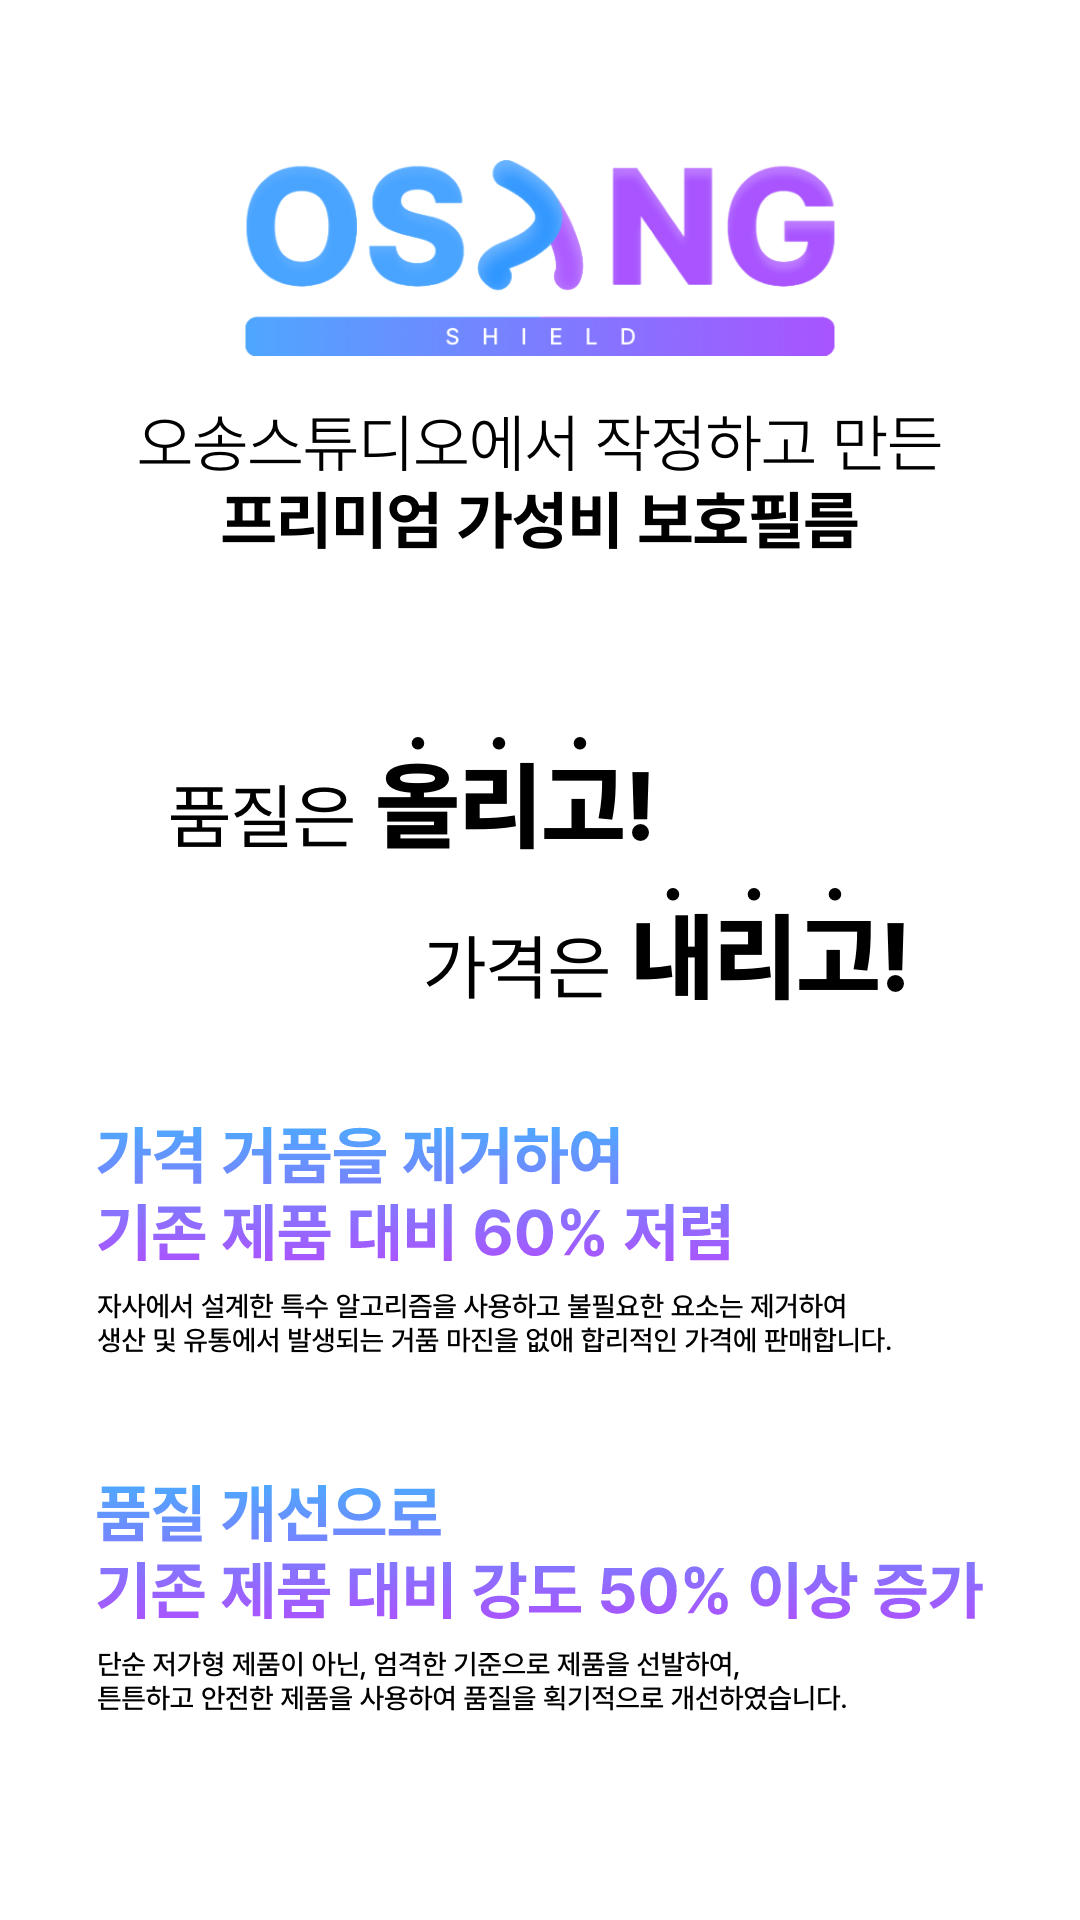 OSANG
SHIELD
오송스튜디오에서 작정하고 만든
프리미엄 가성비 보호필름
품질은 올리고!
가격은 내리고!
가격 거품을 제거하여
기존 제품 대비 60% 저렴
자사에서 설계한 특수 알고리즘을 사용하고 불필요한 요소는 제거하여
생산 및 유통에서 발생되는 거품 마진을 없애 합리적인 가격에 판매합니다.
품질 개선으로
기존 제품 대비 강도 50% 이상 증가
단순 저가형 제품이 아닌, 엄격한 기준으로 제품을 선발하여,
튼튼하고 안전한 제품을 사용하여 품질을 획기적으로 개선하였습니다.